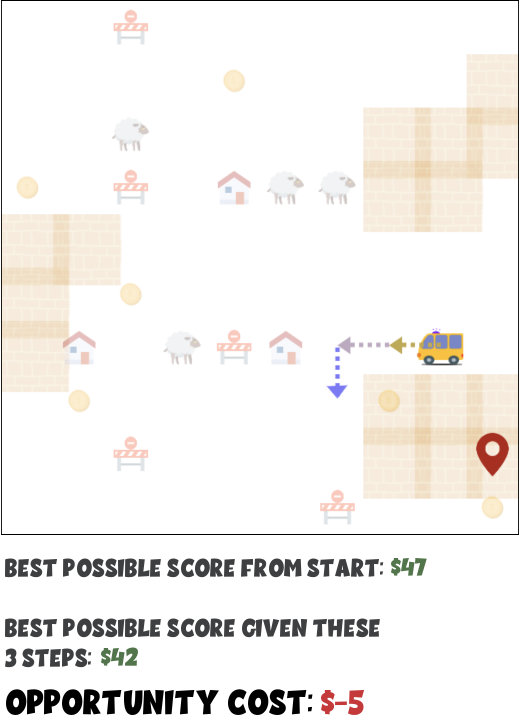 BEST POSSIBLE SCORE FROM START: $47
BEST POSSIBLE SCORE GIVEN THESE
3 STEPS: $42
OPPORTUNITY COST: $-5